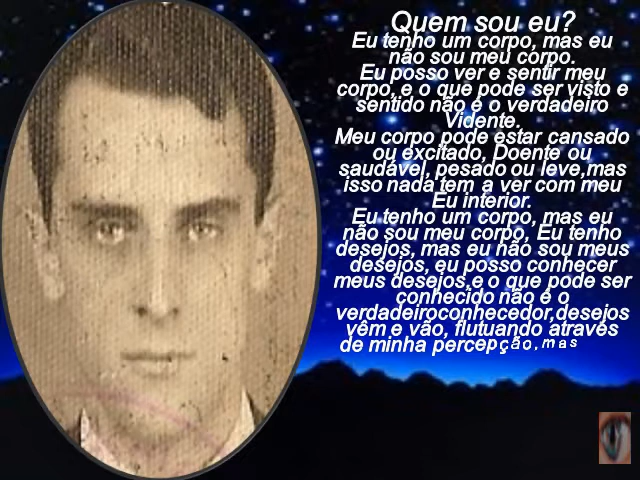 Quem sou eu?
Eu tenho um corpo, mas eu
não sou meu corpo.
Eu posso ver e sentir meu
corpo, e o que pode ser visto e
sentido não é o verdadeiro
Vidente.
Meu corpo pode estar cansado
ou excitado, Doente ou
saudável, pesado ou leve,mas
isso nada tem a ver com meu
Eu interior.
Eu tenho um corpo, mas eu
não sou meu corpo, Eu tenho
desejos, mas eu não sou meus
desejos, eu posso conhecer
meus desejos,e o que pode ser
conhecido não é o
verdadeiroconhecedor,desejos
vêm e vão, flutuando através
de minha percepção, mas